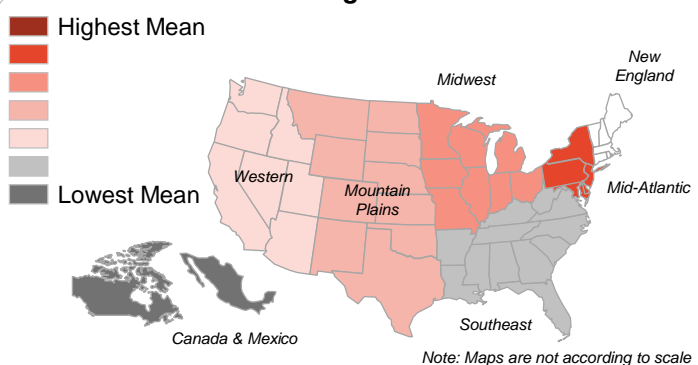 Highest Mean
Lowest Mean
New
England
Midwest
Western
Mountain
Plains
Mid-Atlantic
Southeast
Canada & Mexico
Note: Maps are not according to scale